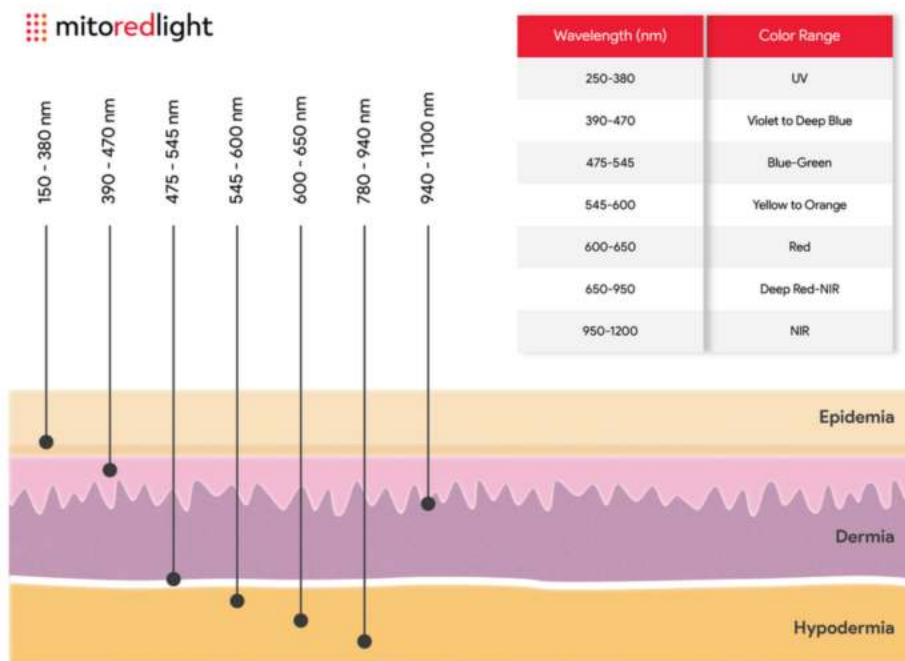 mitoredlight
150 - 380 nm
390 - 470 nm
475 - 545 nm
545 - 600 nm
600 - 650 nm
780 - 940 nm
940 - 1100 nm
Wavelength (nm) Color Range
250-380 UV
390-470 Violet to Deep Blue
475-545 Blue-Green
545-600 Yellow to Orange
600-650 Red
650-950 Deep Red-NIR
950-1200 NIR
Epidemia
Dermia
Hypodermia